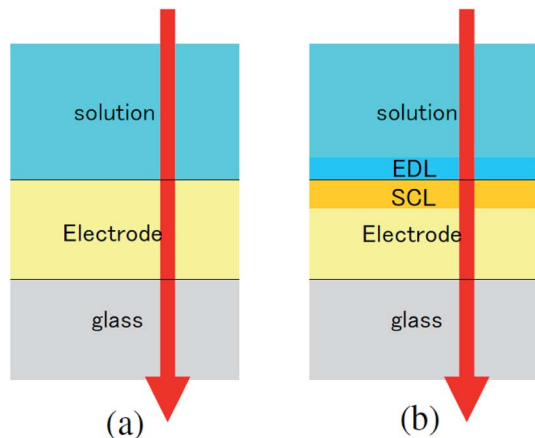 solution
Electrode
glass
(a)
solution
EDL
SCL
Electrode
glass
(b)